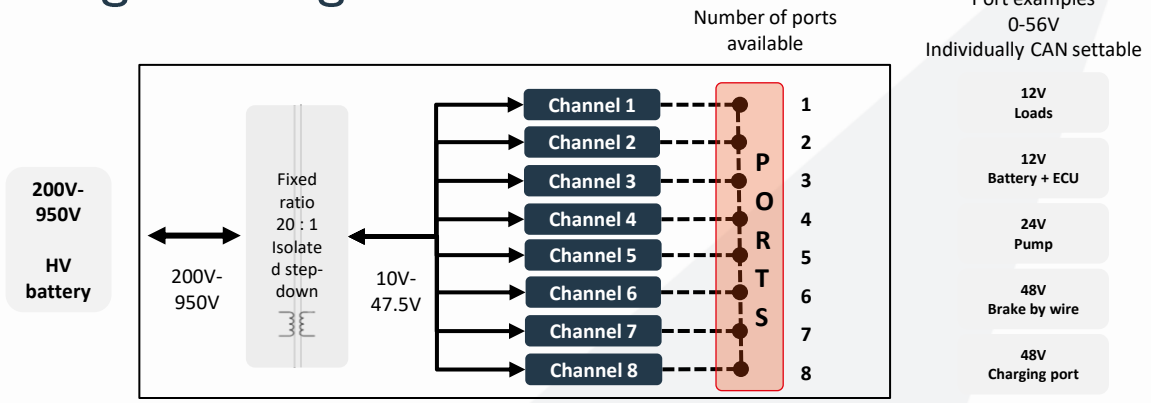 Number of ports
available
0-56V
Individually CAN settable
200V-
950V
HV
battery
200V-
950V
Fixed
ratio
20 : 1
Isolate
d step-
down
10V-
47.5V
Channel 1
Channel 2
Channel 3
Channel 4
Channel 5
Channel 6
Channel 7
Channel 8
P
O
R
T
S
1
2
3
4
5
6
7
8
12V
Loads
12V
Battery + ECU
24V
Pump
48V
Brake by wire
48V
Charging port